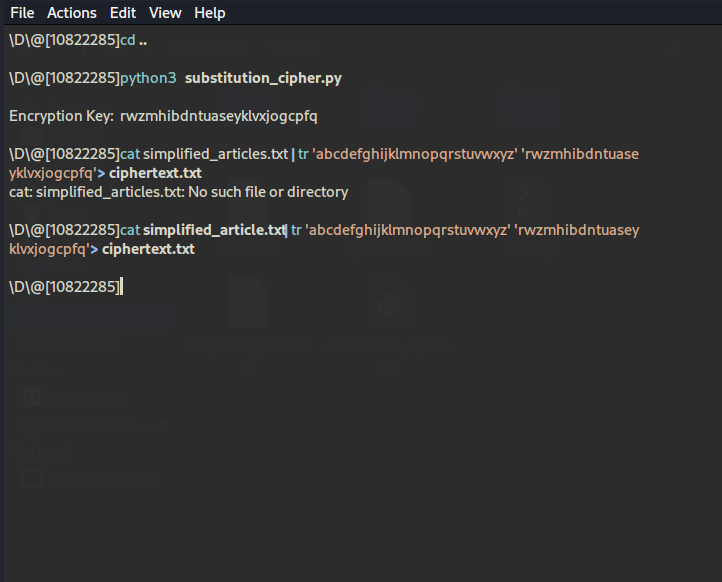 File Actions Edit View Help
\D\@[10822285]cd ..
\D\@[10822285]python3 substitution_cipher.py
Encryption Key: rwzmhibdntuaseyklvxjogcpfq
\D\@[10822285]cat simplified_articles.txt | tr 'abcdefghijklmnopqrstuvwxyz' 'rwzmhibdntuase
yklvxjogcpfq'> ciphertext.txt
cat: simplified_articles.txt: No such file or directory
\D\@[10822285]cat simplified_article.txt| tr 'abcdefghijklmnopqrstuvwxyz' 'rwzmhibdntuasey
klvxjogcpfq'> ciphertext.txt
\D\@[10822285]